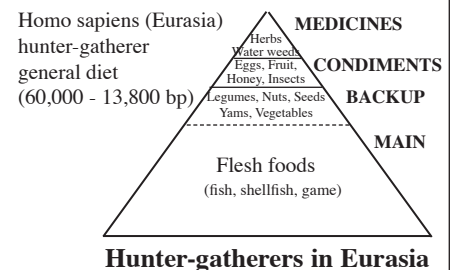 Homo sapiens (Eurasia)
hunter-gatherer
general diet
(60,000 - 13,800 bp)
MEDICINES
Herbs
Water weeds
CONDIMENTS
Eggs, Fruit,
Honey, Insects
BACKUP
Legumes, Nuts, Seeds
Yams, Vegetables
MAIN
Flesh foods
(fish, shellfish, game)
Hunter-gatherers in Eurasia